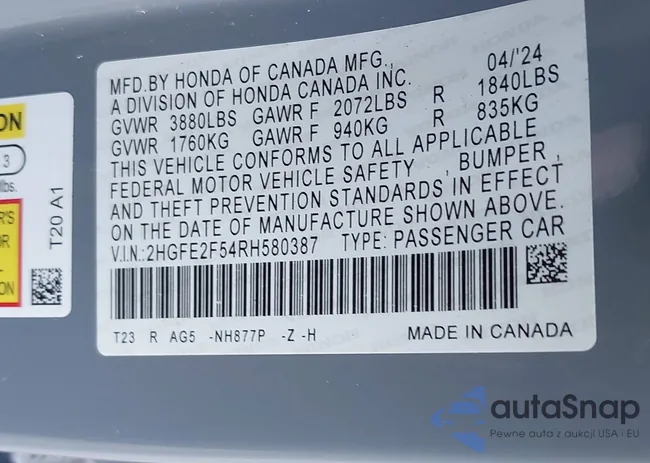 MFD.BY HONDA OF CANADA MFG., 04/'24
A DIVISION OF HONDA CANADA INC.
GVWR 3880LBS GAWR F 2072LBS R 1840LBS
GVWR 1760KG GAWR F 940KG R 835KG
THIS VEHICLE CONFORMS TO ALL APPLICABLE
FEDERAL MOTOR VEHICLE SAFETY , BUMPER ,
AND THEFT PREVENTION STANDARDS IN EFFECT
ON THE DATE OF MANUFACTURE SHOWN ABOVE.
V.I.N.: 2HGFE2F54RH580387 TYPE: PASSENGER CAR
T23 R AG5 -NH877P -Z -H MADE IN CANADA
3
lbs.
T20 A1
autaSnap
Pewne auta z aukcji USA i EU